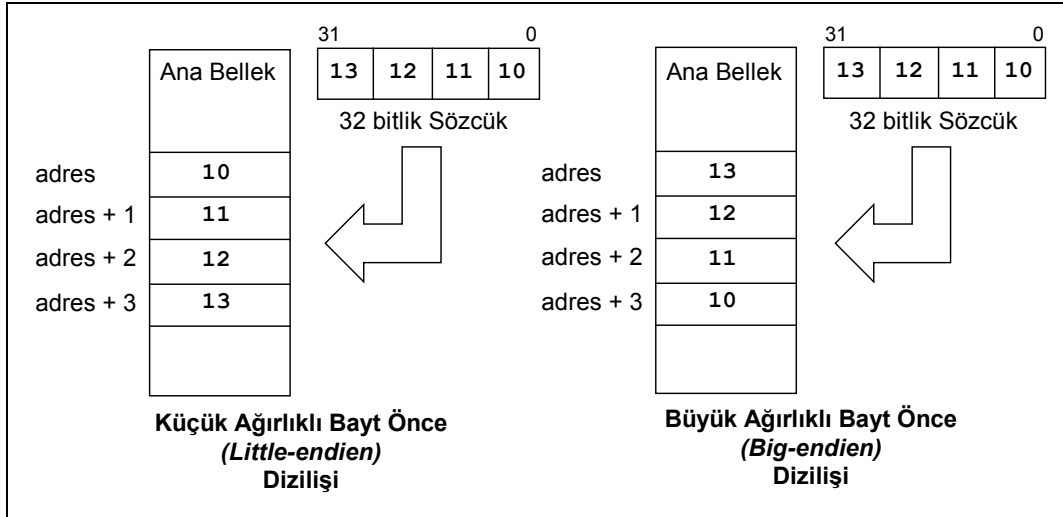 31 0
Ana Bellek
13 12 11 10
32 bitlik Sözcük
adres 10
adres + 1 11
adres + 2 12
adres + 3 13
Küçük Ağırlıklı Bayt Önce
(Little-endien)
Dizilişi
31 0
Ana Bellek
13 12 11 10
32 bitlik Sözcük
adres 13
adres + 1 12
adres + 2 11
adres + 3 10
Büyük Ağırlıklı Bayt Önce
(Big-endien)
Dizilişi